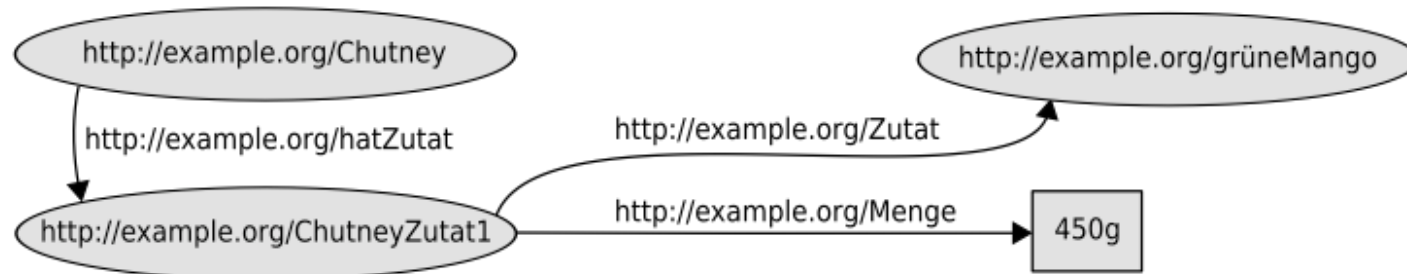 http://example.org/Chutney
http://example.org/grüneMango
http://example.org/hatZutat
http://example.org/Zutat
http://example.org/ChutneyZutat1
http://example.org/Menge
450g